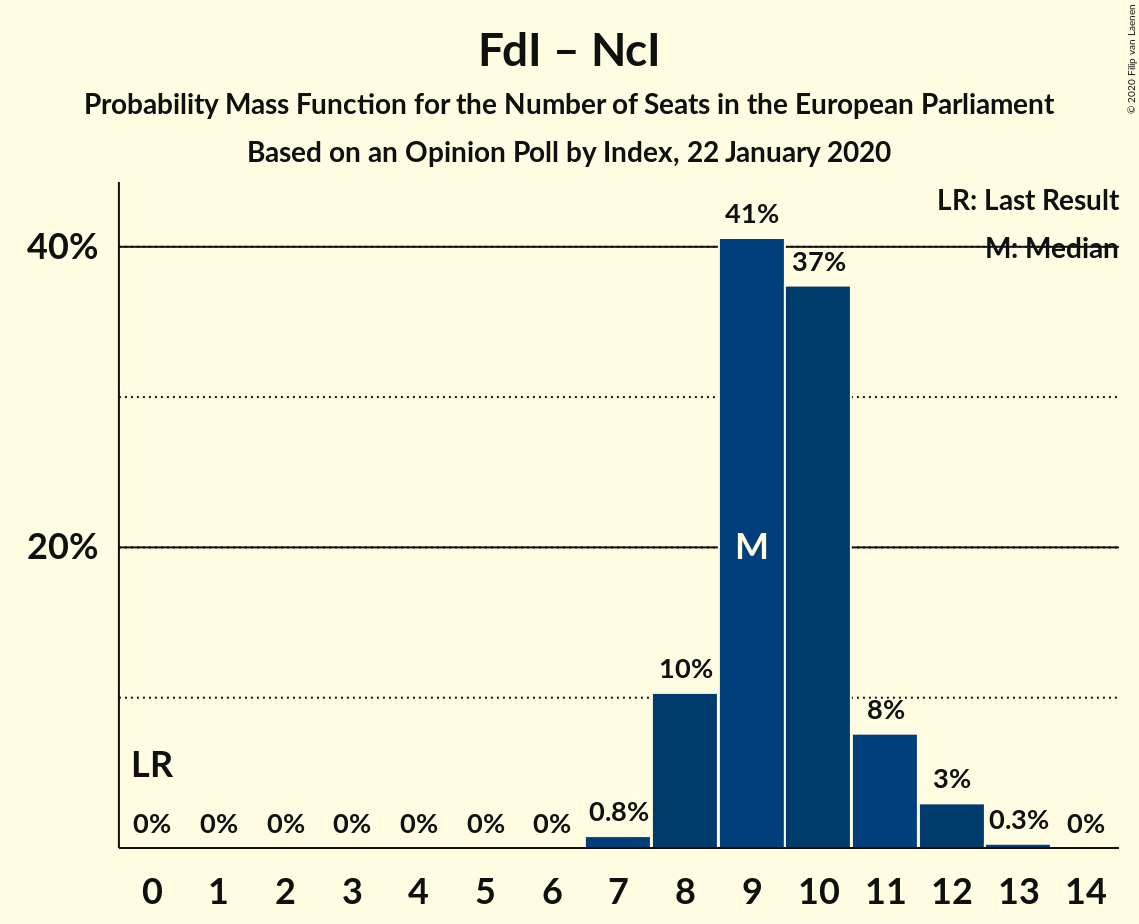 FdI – NcI
Probability Mass Function for the Number of Seats in the European Parliament
Based on an Opinion Poll by Index, 22 January 2020
© 2020 Filip van Laenen
LR: Last Result
M: Median
40%
20%
41%
37%
M
10%
8%
LR
3%
0% 0% 0% 0% 0% 0% 0% 0.8% 0.3% 0%
0 1 2 3 4 5 6 7 8 9 10 11 12 13 14